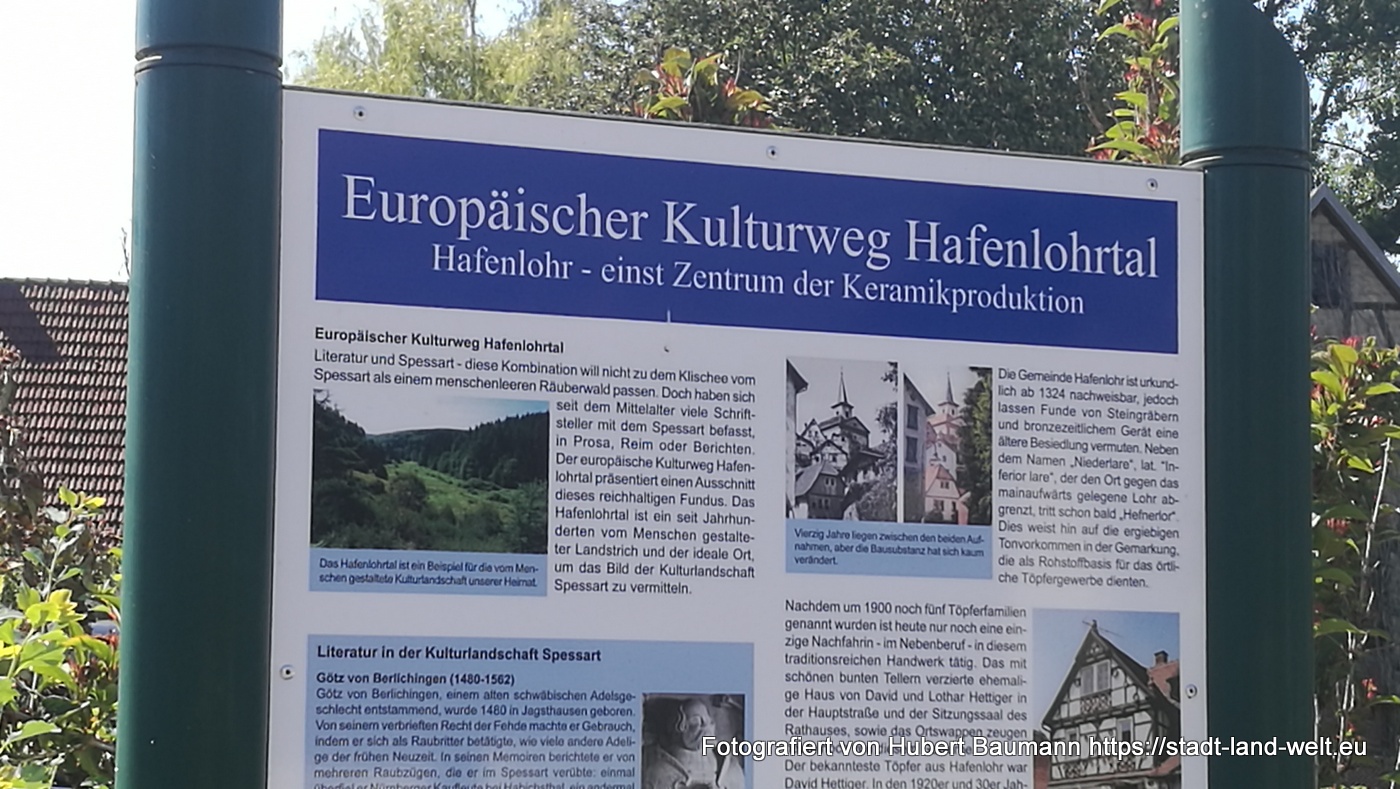 Europäischer Kulturweg Hafenlohrtal
Hafenlohr - einst Zentrum der Keramikproduktion
Europäischer Kulturweg Hafenlohrtal
Literatur und Spessart - diese Kombination will nicht zu dem Klischee vom
Spessart als einem menschenleeren Räuberwald passen. Doch haben sich
seit dem Mittelalter viele Schrift-
steller mit dem Spessart befasst,
in Prosa, Reim oder Berichten.
Der europäische Kulturweg Hafen-
lohrtal präsentiert einen Ausschnitt
dieses reichhaltigen Fundus. Das
Hafenlohrtal ist ein seit Jahrhun-
derten vom Menschen gestalte-
ter Landstrich und der ideale Ort,
um das Bild der Kulturlandschaft
Spessart zu vermitteln.
Das Hafenlohrtal ist ein Beispiel für die vom Men-
schen gestaltete Kulturlandschaft unserer Heimat.
Literatur in der Kulturlandschaft Spessart
Götz von Berlichingen (1480-1562)
Götz von Berlichingen, einem alten schwäbischen Adelsge-
schlecht entstammend, wurde 1480 in Jagsthausen geboren.
Von seinem verbrieften Recht der Fehde machte er Gebrauch,
indem er sich als Raubritter betätigte, wie viele andere Adeli-
ge der frühen Neuzeit. In seinen Memoiren berichtete er von
mehreren Raubzügen, die er im Spessart verübte: einmal
überfiel er Nürnberger Kaufleute bei Habichsthal, ein andermal
Vierzig Jahre liegen zwischen den beiden Auf-
nahmen, aber die Bausubstanz hat sich kaum
verändert.
Die Gemeinde Hafenlohr ist urkund-
lich ab 1324 nachweisbar, jedoch
lassen Funde von Steingräbern
und bronzezeitlichem Gerät eine
ältere Besiedlung vermuten. Neben
dem Namen „Niederlare", lat. "In-
ferior lare", der den Ort gegen das
mainaufwärts gelegene Lohr ab-
grenzt, tritt schon bald „Hefnerlor".
Dies weist hin auf die ergiebigen
Tonvorkommen in der Gemarkung,
die als Rohstoffbasis für das örtli-
che Töpfergewerbe dienten.
Nachdem um 1900 noch fünf Töpferfamilien
genannt wurden ist heute nur noch eine ein-
zige Nachfahrin - im Nebenberuf - in diesem
traditionsreichen Handwerk tätig. Das mit
schönen bunten Tellern verzierte ehemali-
ge Haus von David und Lothar Hettiger in
der Hauptstraße und der Sitzungssaal des
Rathauses, sowie das Ortswappen zeugen
Der bekannteste Töpfer aus Hafenlohr war
David Hettiger. In den 1920er und 30er Jah-
Fotografiert von Hubert Baumann https://stadt-land-welt.eu